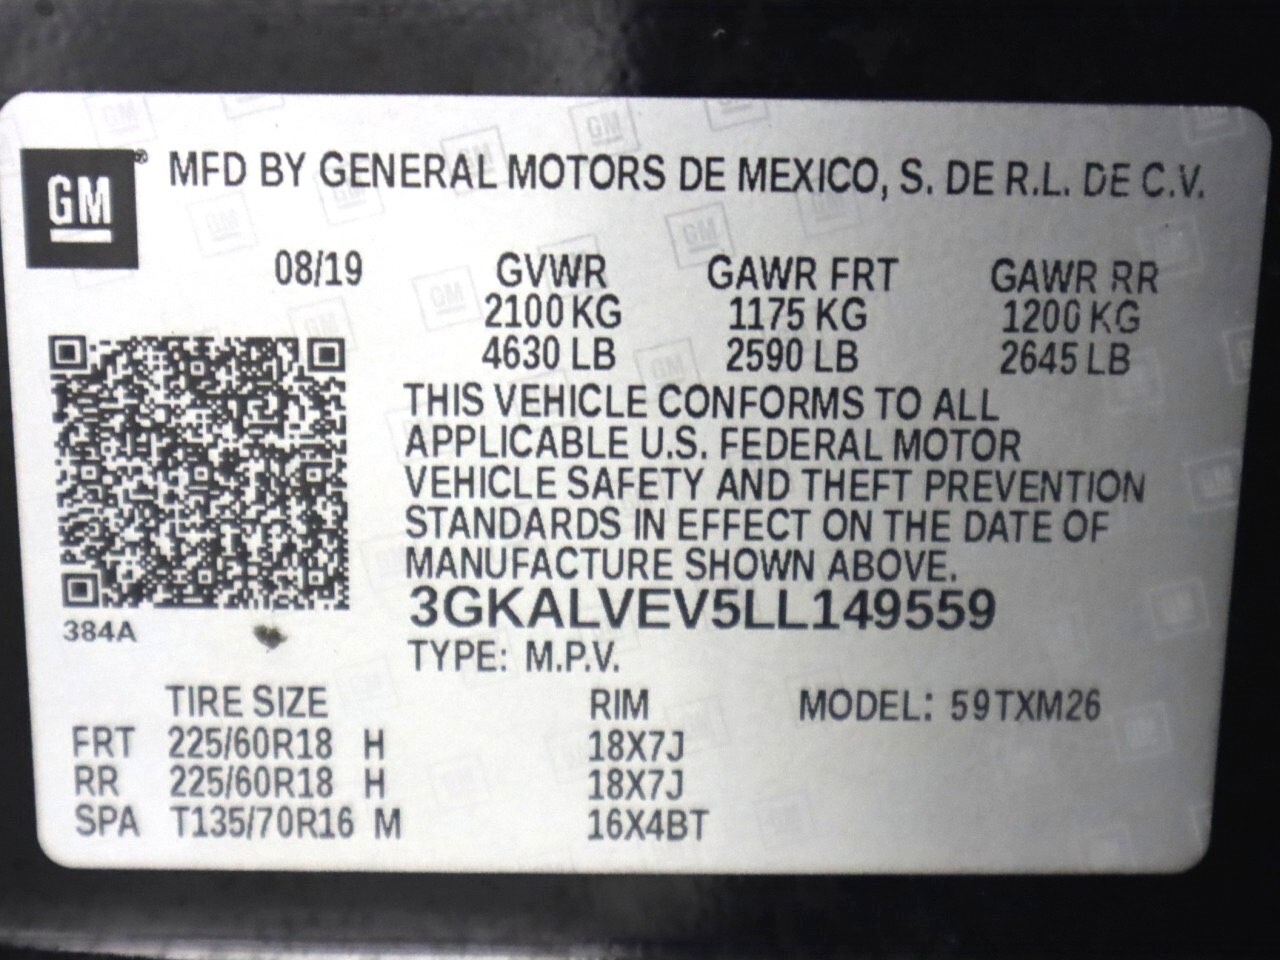 GM ® MFD BY GENERAL MOTORS DE MEXICO, S. DE R.L. DE C.V.
08/19 GVWR GAWR FRT GAWR RR
2100 KG 1175 KG 1200 KG
4630 LB 2590 LB 2645 LB
THIS VEHICLE CONFORMS TO ALL
APPLICABLE U.S. FEDERAL MOTOR
VEHICLE SAFETY AND THEFT PREVENTION
STANDARDS IN EFFECT ON THE DATE OF
MANUFACTURE SHOWN ABOVE.
3GKALVEV5LL149559
384A
TYPE: M.P.V.
TIRE SIZE RIM MODEL: 59TXM26
FRT 225/60R18 H 18X7J
RR 225/60R18 H 18X7J
SPA T135/70R16 M 16X4BT